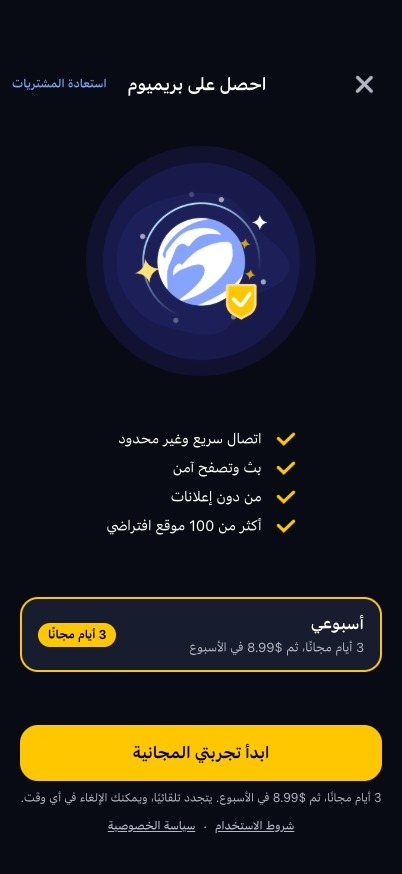 احصل على بريميوم
استعادة المشتريات
اتصال سريع وغير محدود
بث وتصفح آمن
من دون إعلانات
أكثر من 100 موقع افتراضي
أسبوعي
3 أيام مجانًا، ثم 8.99$ في الأسبوع
3 أيام مجانًا
ابدأ تجربتي المجانية
3 أيام مجانًا، ثم 8.99$ في الأسبوع. يتجدد تلقائيًا، ويمكنك الإلغاء في أي وقت.
شروط الاستخدام · سياسة الخصوصية